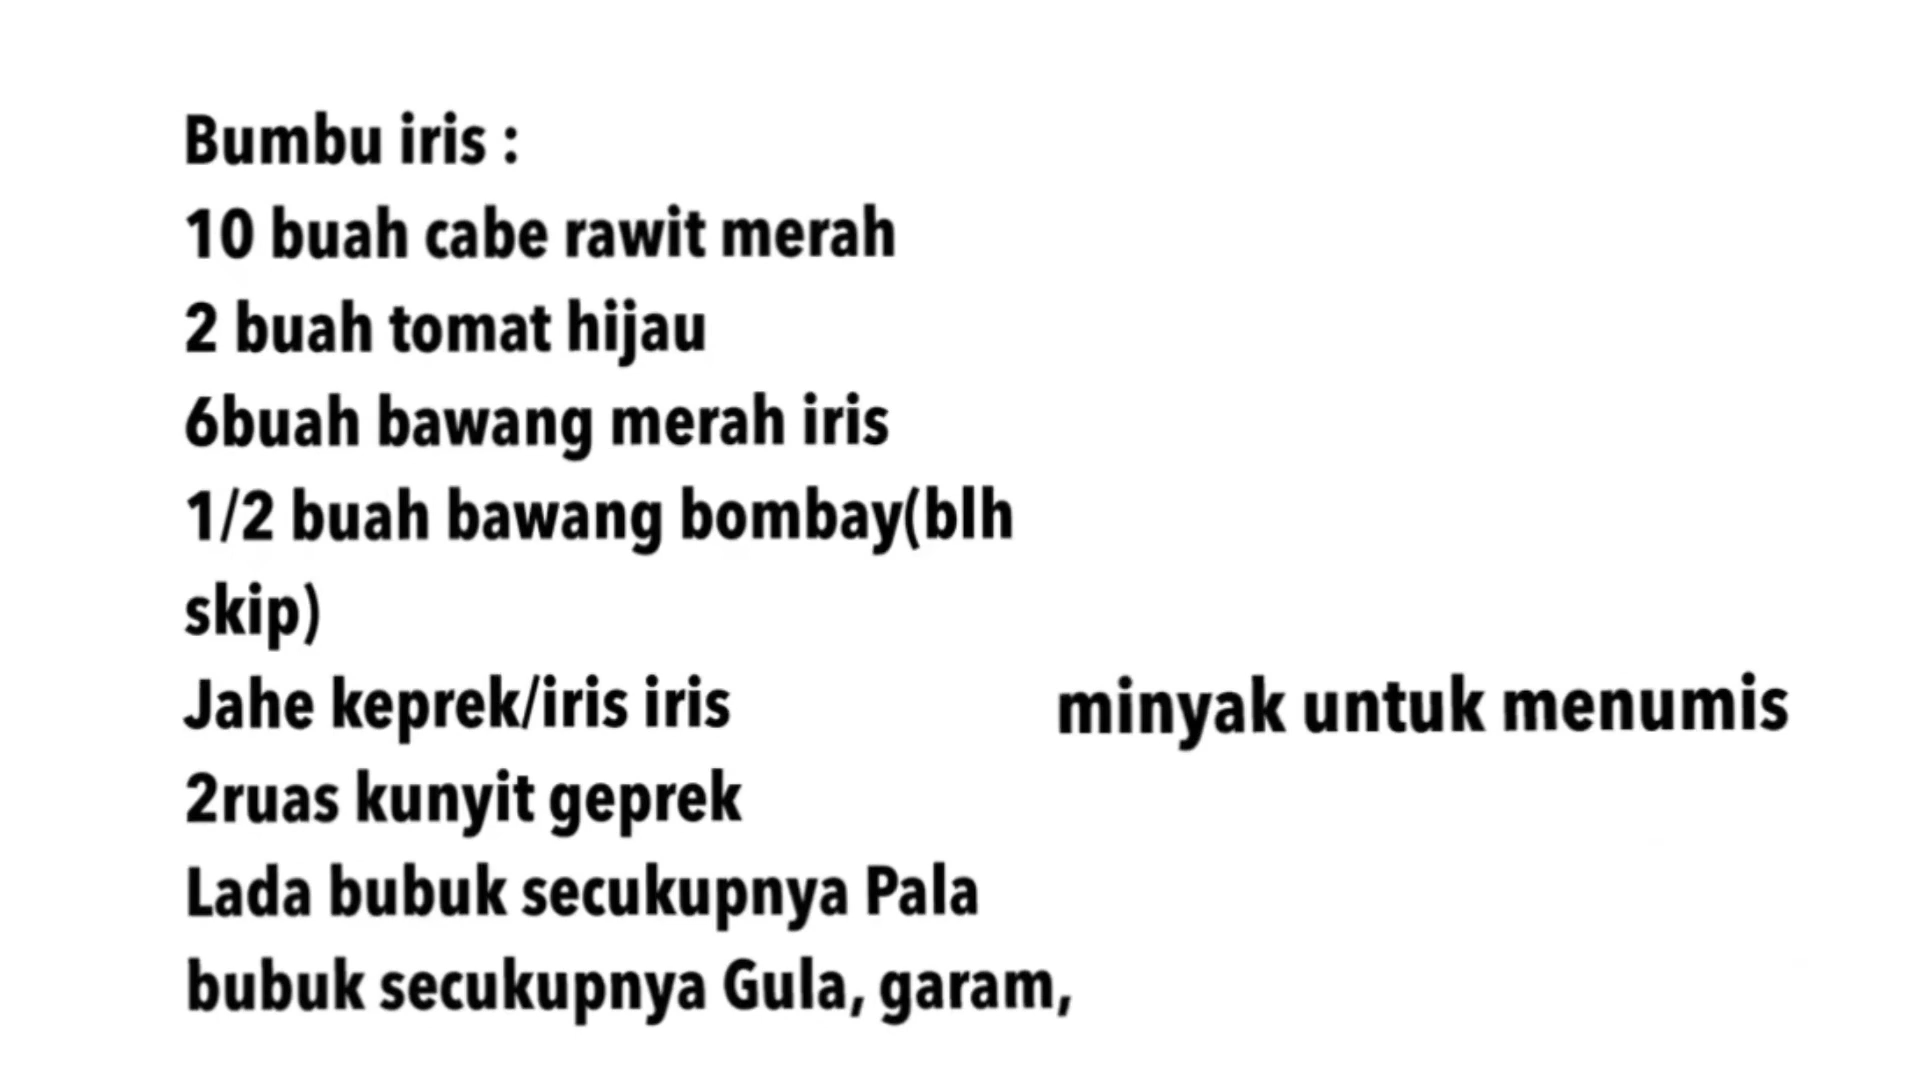 Bumbu iris :
10 buah cabe rawit merah
2 buah tomat hijau
6buah bawang merah iris
1/2 buah bawang bombay(blh
skip)
Jahe keprek/iris iris
2ruas kunyit geprek
Lada bubuk secukupnya Pala
bubuk secukupnya Gula, garam,
minyak untuk menumis